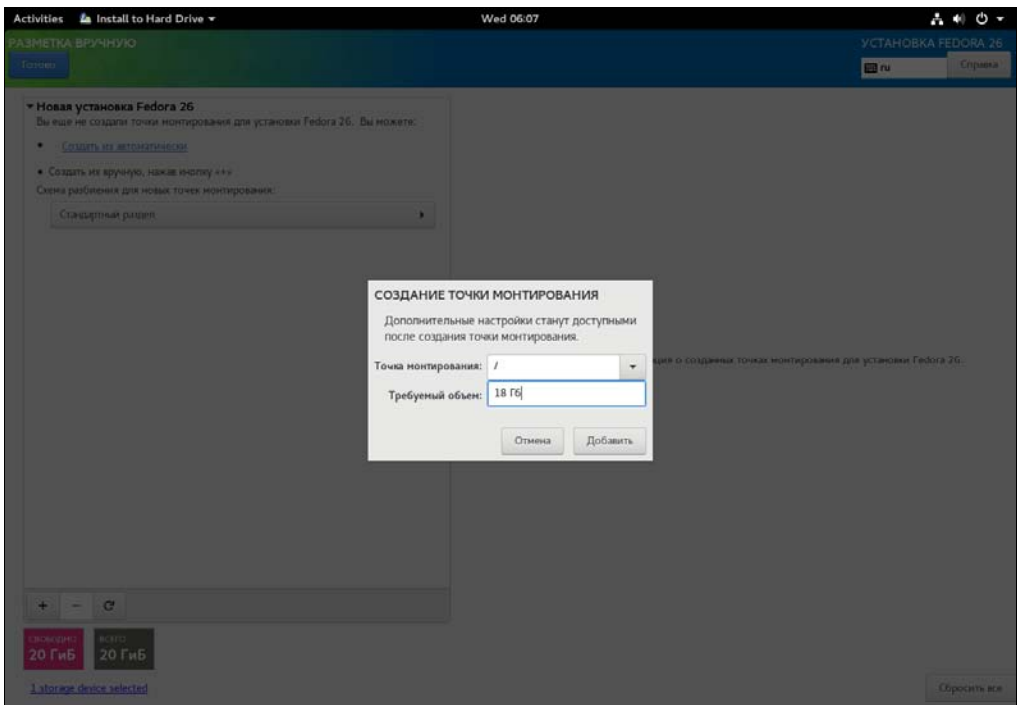 Activities Install to Hard Drive Wed 06:07
РАЗМЕТКА ВРУЧНУЮ УСТАНОВКА FEDORA 26
Готово ru Справка
Новая установка Fedora 26
Вы еще не создали точки монтирования для установки Fedora 26. Вы можете:
• Создать их автоматически
• Создать их вручную, нажав кнопку «+»
Схема разбиения для новых точек монтирования:
Стандартный раздел
СОЗДАНИЕ ТОЧКИ МОНТИРОВАНИЯ
Дополнительные настройки станут доступными
после создания точки монтирования.
Точка монтирования: /
Требуемый объем: 18 Гб
Отмена Добавить
о созданных точках монтирования для установки Fedora 26.
+ -
СВОБОДНО ВСЕГО
20 ГиБ 20 ГиБ
1 storage device selected
Сбросить все